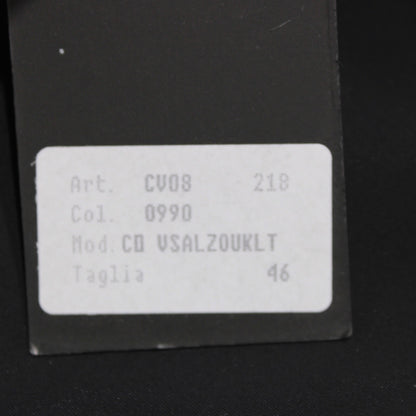 Art. CV08 218
Col. 0990
Mod. CD VSALZOUKLT
Taglia 46